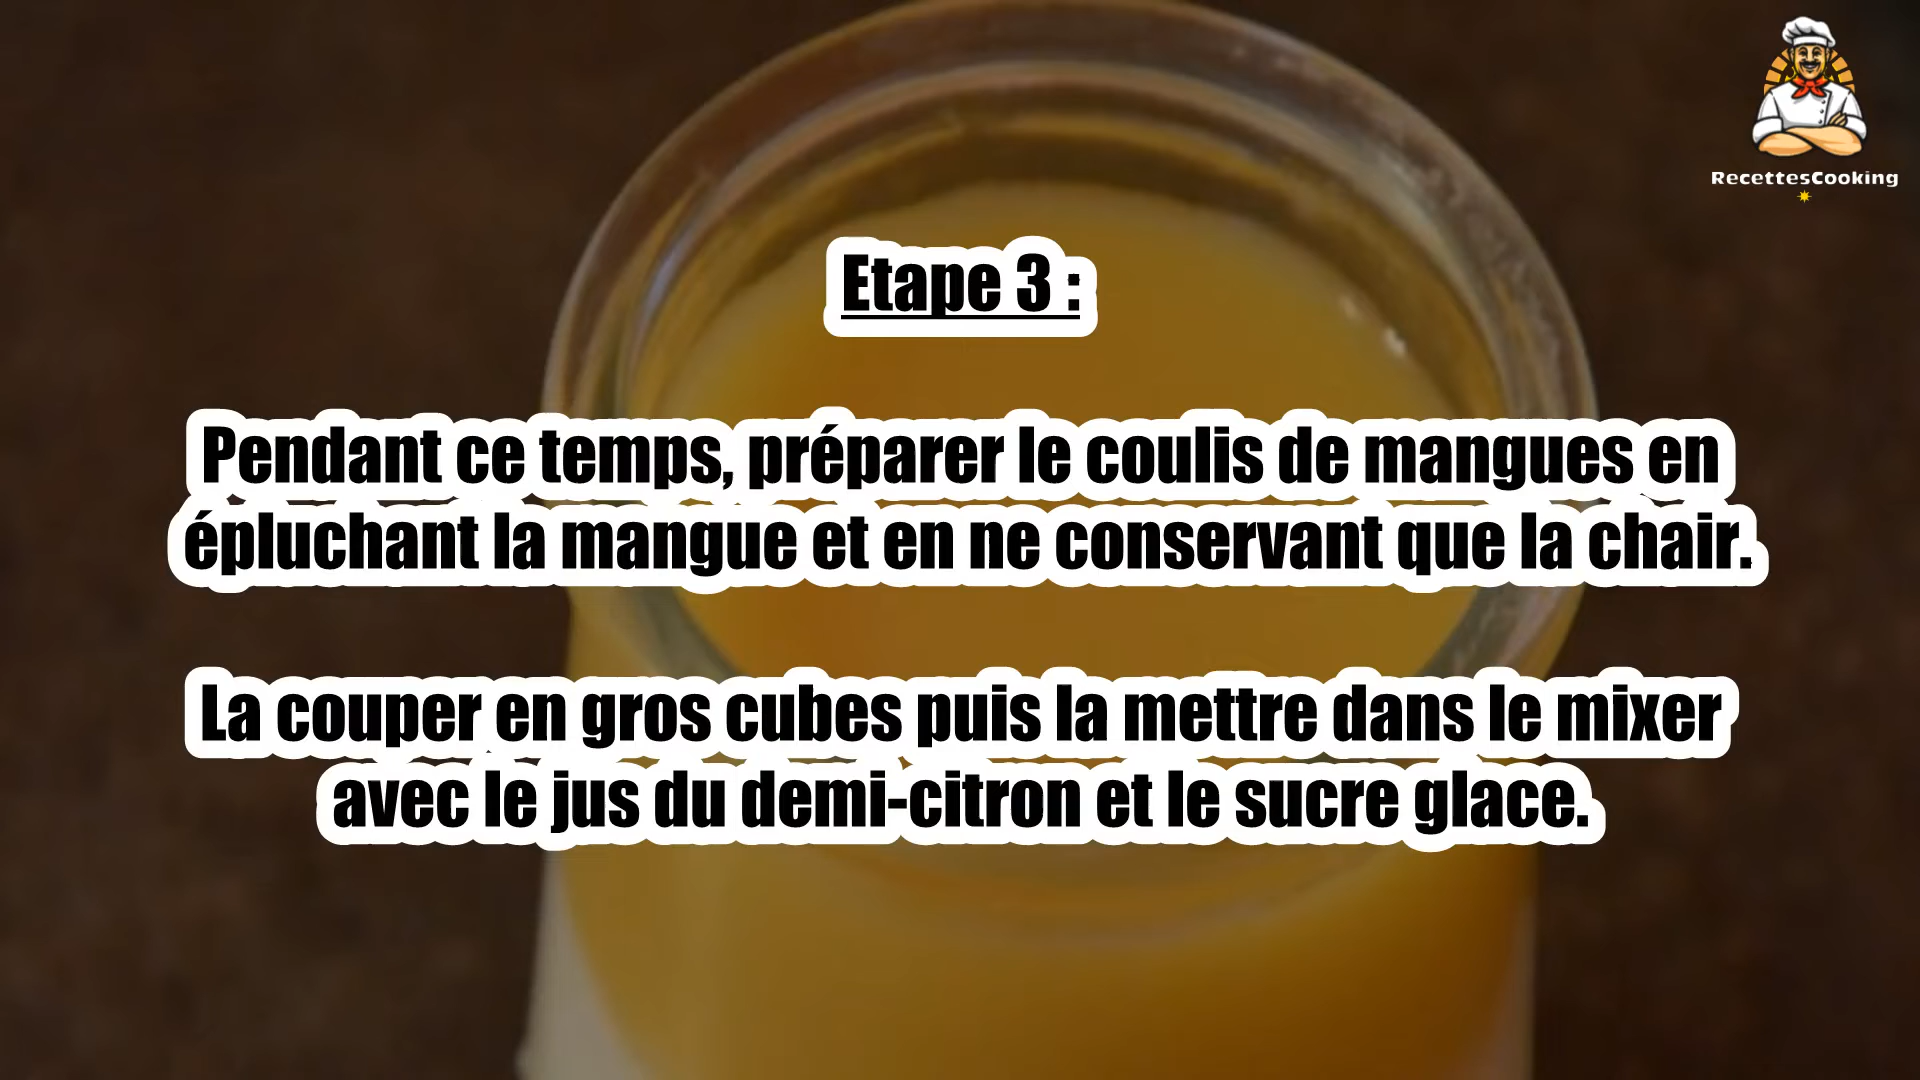 RecettesCooking
Etape 3 :
Pendant ce temps, préparer le coulis de mangues en
épluchant la mangue et en ne conservant que la chair.
La couper en gros cubes puis la mettre dans le mixer
avec le jus du demi-citron et le sucre glace.